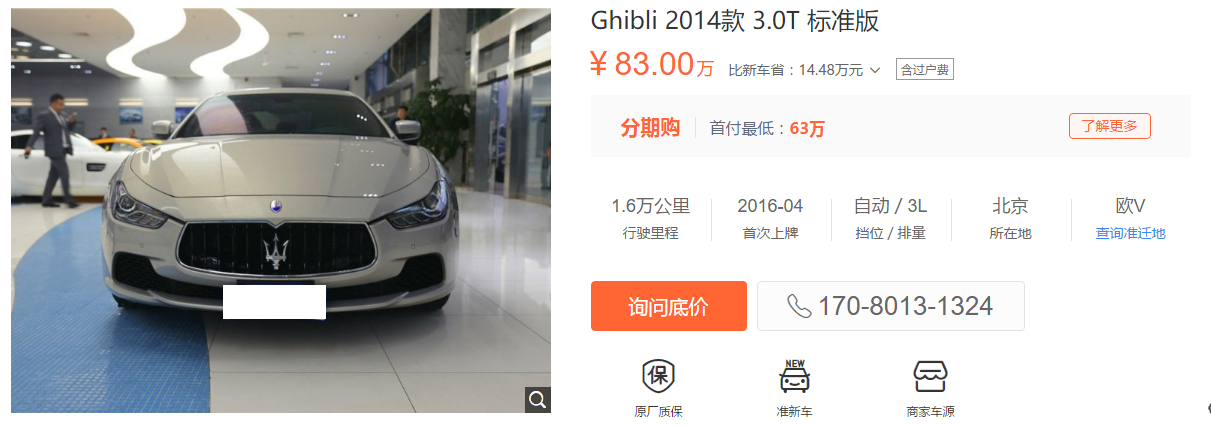 Ghibli 2014款 3.0T 标准版
¥ 83.00万 比新车省：14.48万元 含过户费
分期购 首付最低：63万 了解更多
1.6万公里 2016-04 自动 / 3L 北京 欧V
行驶里程 首次上牌 挡位 / 排量 所在地 查询准迁地
询问底价 170-8013-1324
保 NEW
原厂质保 准新车 商家车源